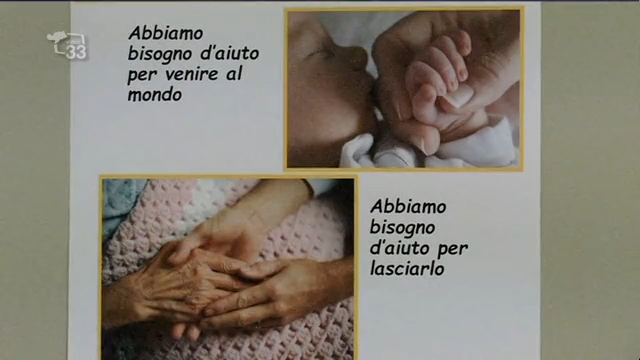 33
Abbiamo
bisogno d'aiuto
per venire al
mondo
Abbiamo
bisogno
d'aiuto per
lasciarlo